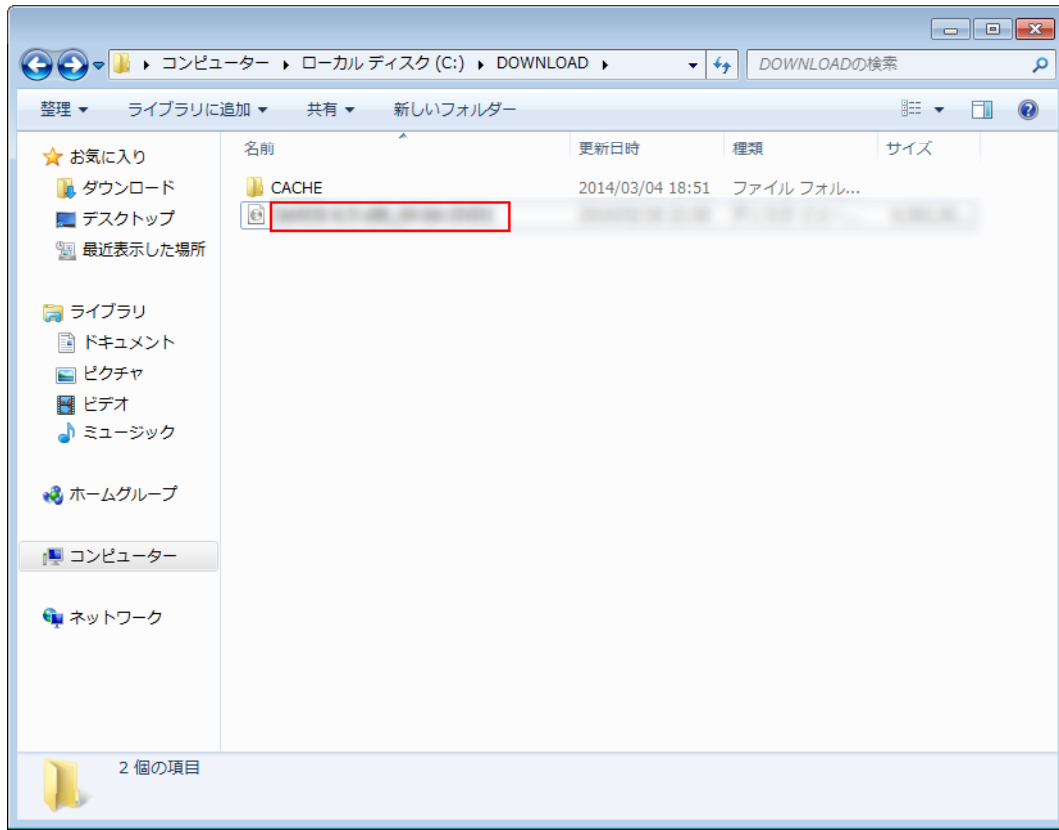 コンピューター ローカル ディスク (C:) DOWNLOAD
DOWNLOADの検索
整理 ライブラリに追加 共有 新しいフォルダー
お気に入り
ダウンロード
デスクトップ
最近表示した場所
ライブラリ
ドキュメント
ピクチャ
ビデオ
ミュージック
ホームグループ
コンピューター
ネットワーク
名前 更新日時 種類 サイズ
CACHE 2014/03/04 18:51 ファイル フォル...
2 個の項目